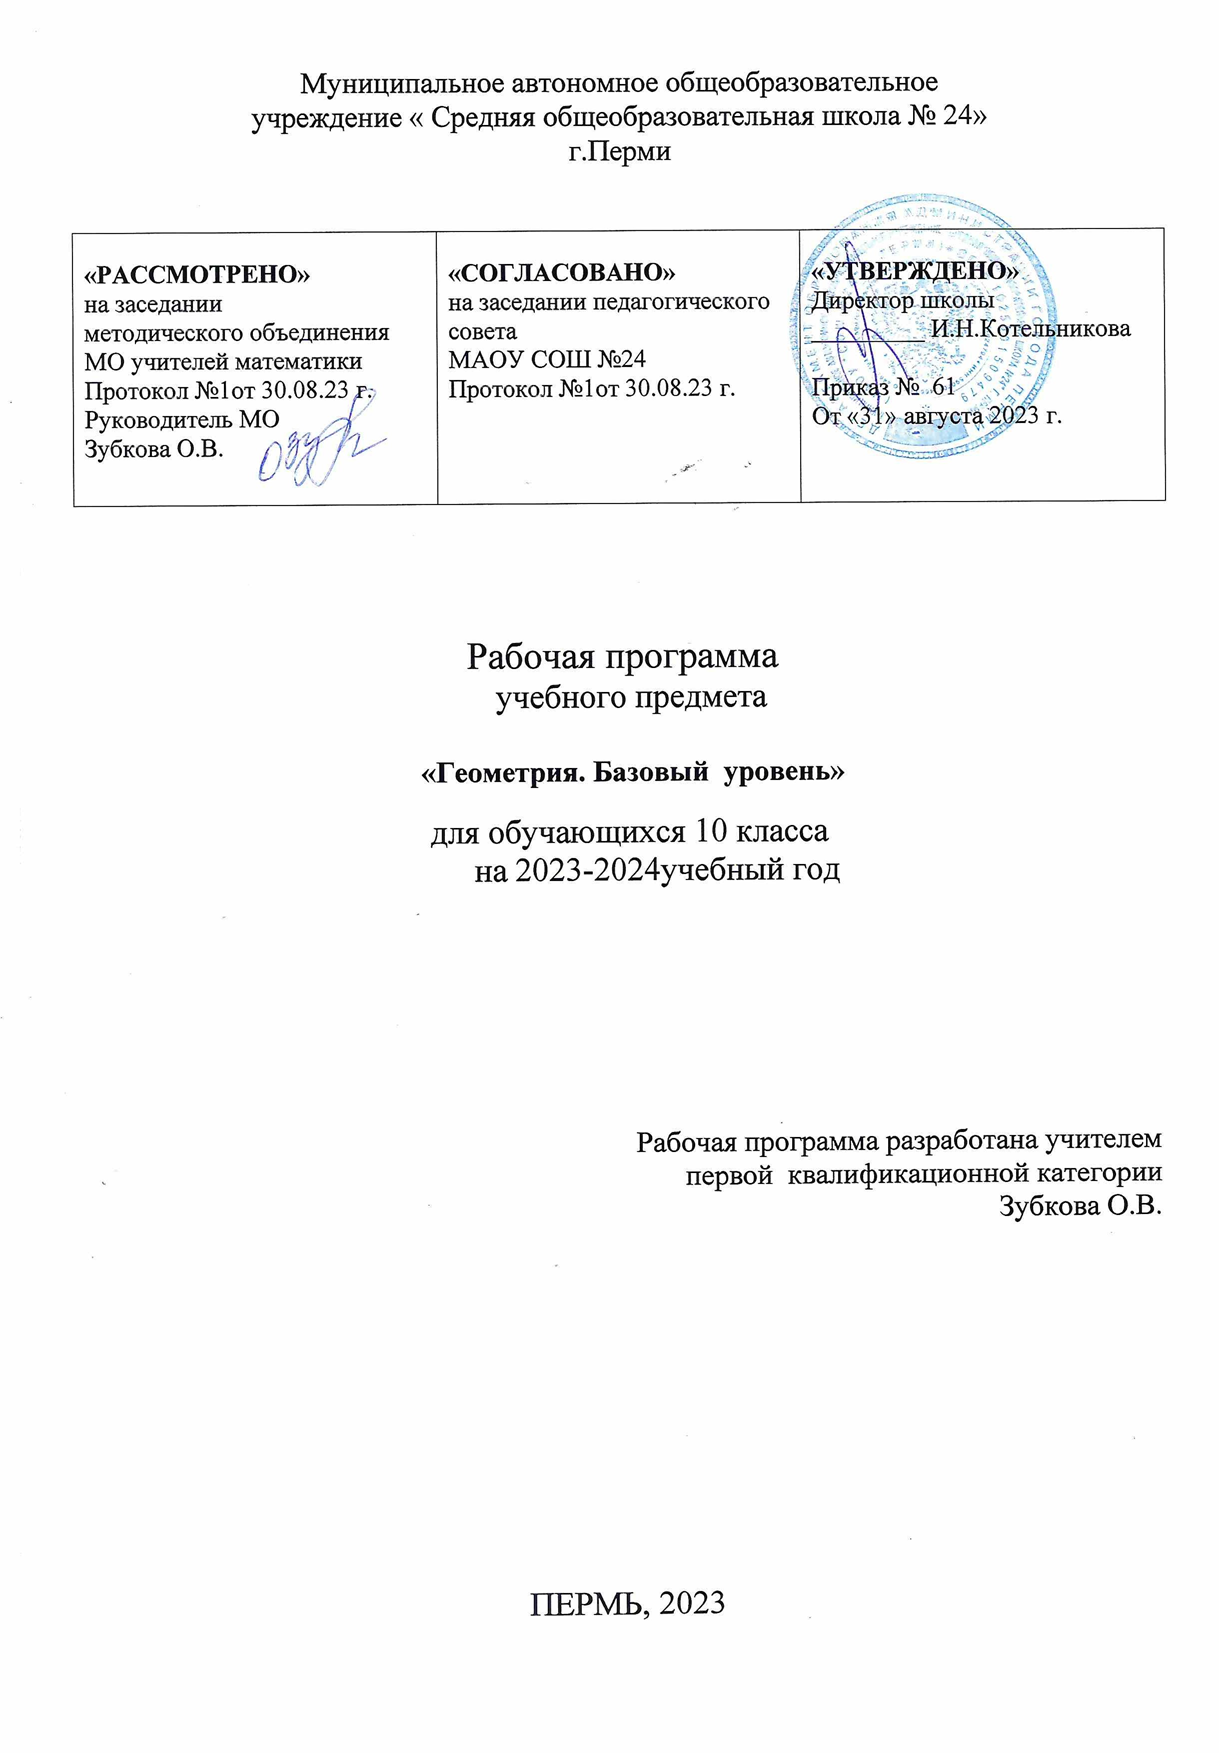 Муниципальное автономное общеобразовательное
учреждение « Средняя общеобразовательная школа № 24»
г.Перми
«РАССМОТРЕНО»
на заседании
методического объединения
МО учителей математики
Протокол №1от 30.08.23 г.
Руководитель МО
Зубкова О.В.
«СОГЛАСОВАНО»
на заседании педагогического
совета
МАОУ СОШ №24
Протокол №1от 30.08.23 г.
«УТВЕРЖДЕНО»
Директор школы
_________ И.Н.Котельникова
Приказ № 61
От «31» августа 2023 г.
Рабочая программа
учебного предмета
«Геометрия. Базовый уровень»
для обучающихся 10 класса
на 2023-2024учебный год
Рабочая программа разработана учителем
первой квалификационной категории
Зубкова О.В.
ПЕРМЬ, 2023